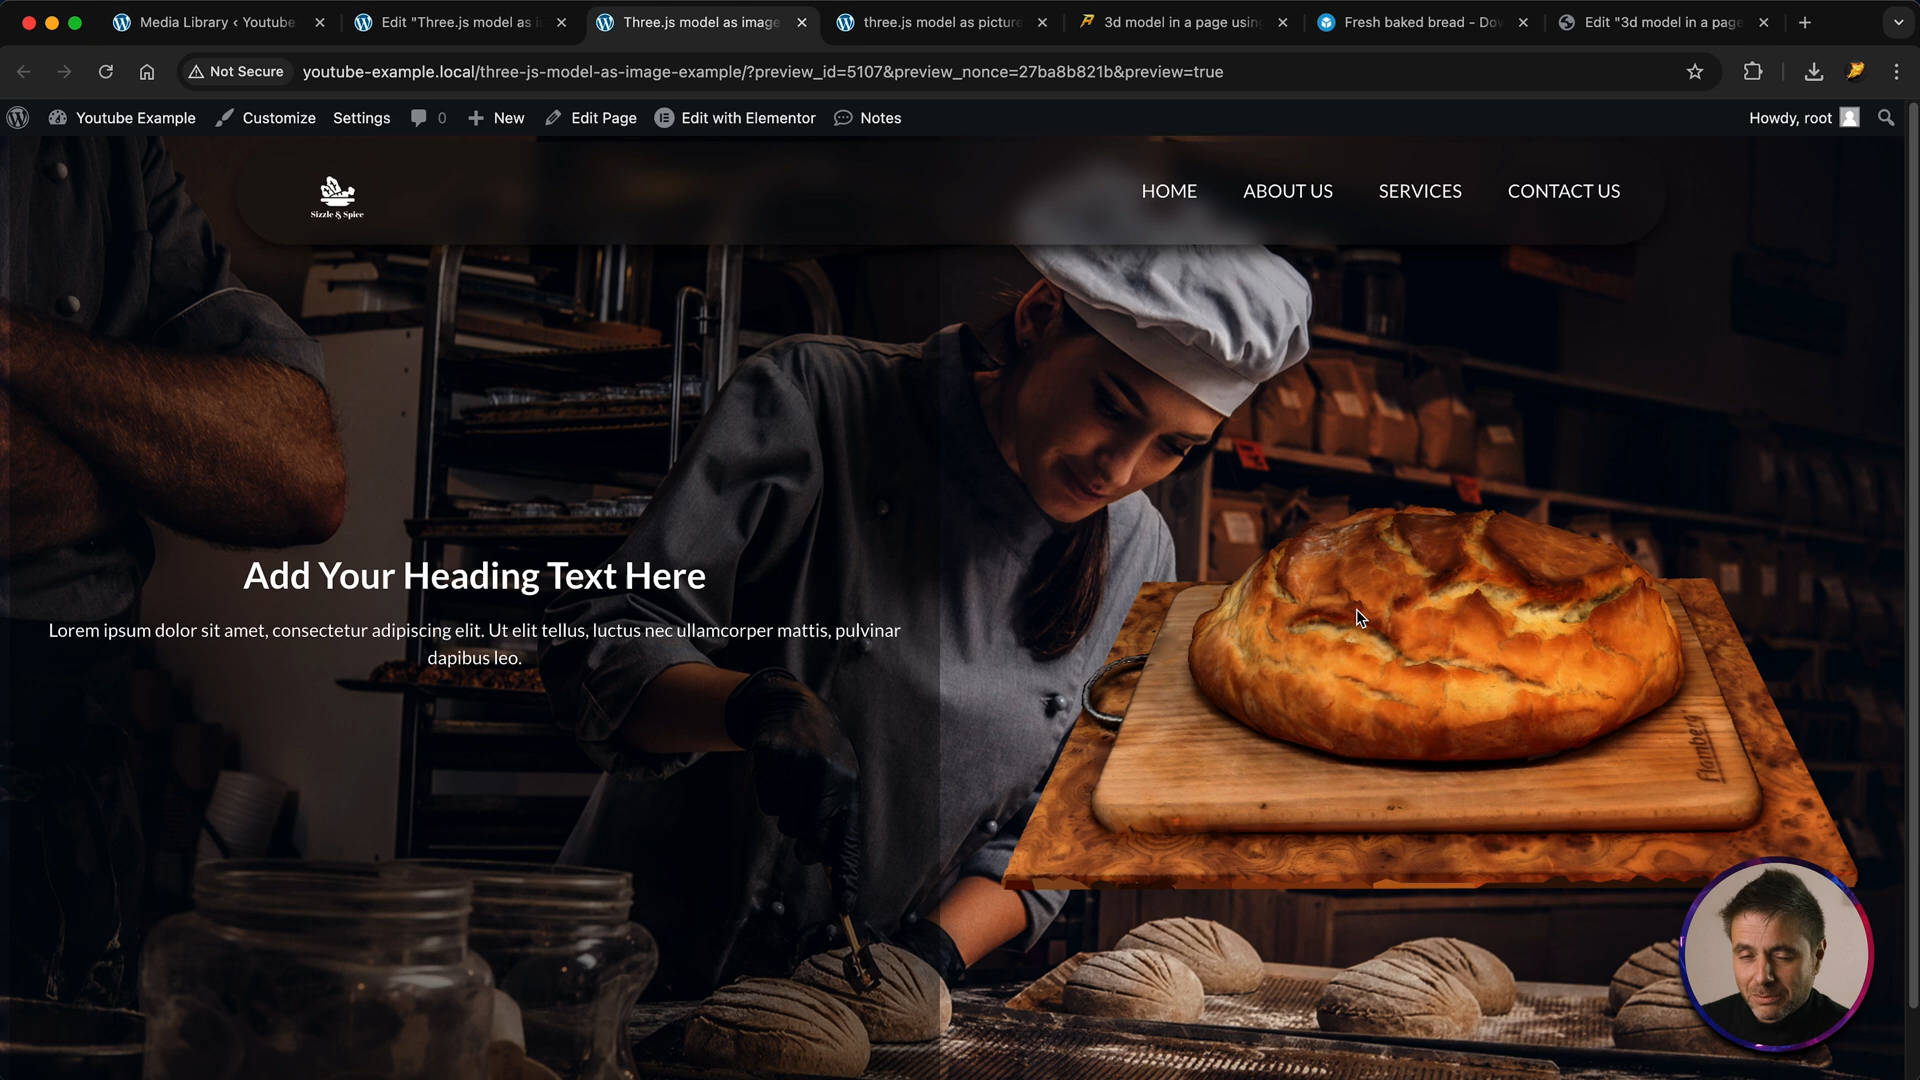 Media Library ‹ Youtube
Edit "Three.js model as i
Three.js model as image
three.js model as picture
3d model in a page using
Fresh baked bread - Do
Edit "3d model in a page
Not Secure
youtube-example.local/three-js-model-as-image-example/?preview_id=5107&preview_nonce=27ba8b821b&preview=true
Youtube Example
Customize
Settings
0
New
Edit Page
Edit with Elementor
Notes
Howdy, root
Sizzle & Spice
HOME
ABOUT US
SERVICES
CONTACT US
Add Your Heading Text Here
Lorem ipsum dolor sit amet, consectetur adipiscing elit. Ut elit tellus, luctus nec ullamcorper mattis, pulvinar
dapibus leo.
Flamberg